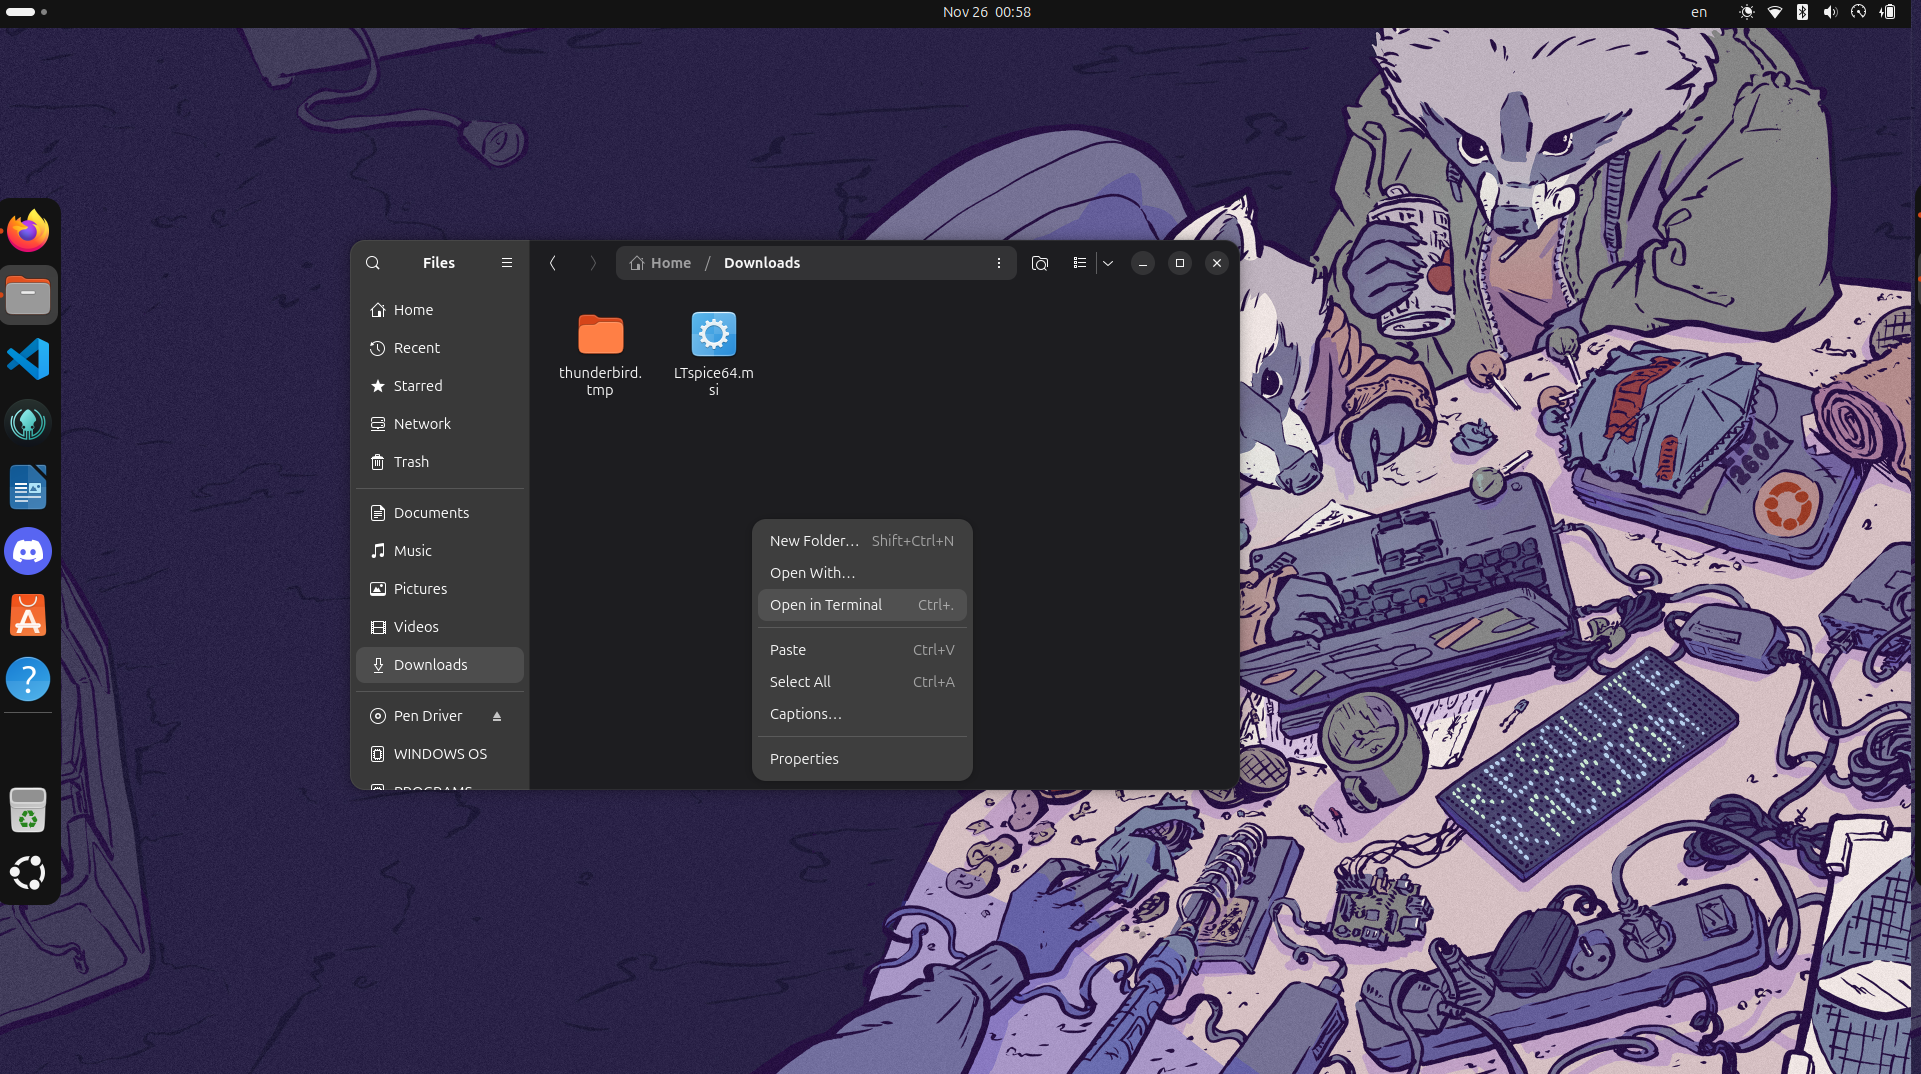 Nov 26 00:58
en
Files
Home / Downloads
Home
Recent
Starred
Network
Trash
Documents
Music
Pictures
Videos
Downloads
Pen Driver
WINDOWS OS
PROGRAMS
thunderbird.
tmp
LTspice64.m
si
New Folder… Shift+Ctrl+N
Open With…
Open in Terminal Ctrl+.
Paste Ctrl+V
Select All Ctrl+A
Captions…
Properties